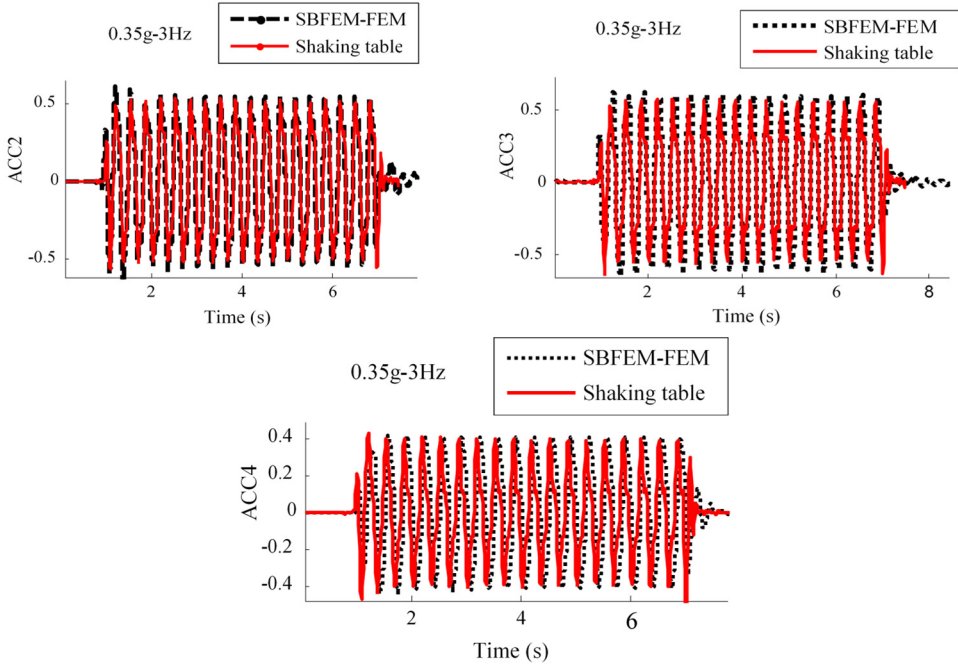 0.35g-3Hz
SBFEM-FEM
Shaking table
ACC2
0.5
0
-0.5
2
4
6
Time (s)
0.35g-3Hz
SBFEM-FEM
Shaking table
ACC3
0.5
0
-0.5
2
4
6
8
Time (s)
0.35g-3Hz
SBFEM-FEM
Shaking table
ACC4
0.4
0.2
0
-0.2
-0.4
2
4
6
Time (s)